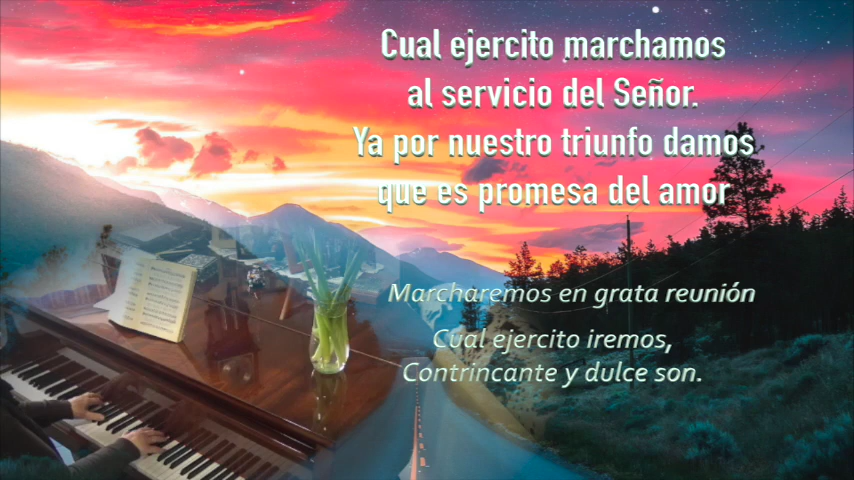 Cual ejercito marchamos
al servicio del Señor.
Ya por nuestro triunfo damos
que es promesa del amor
Marcharemos en grata reunión
Cual ejercito iremos,
Contrincante y dulce son.